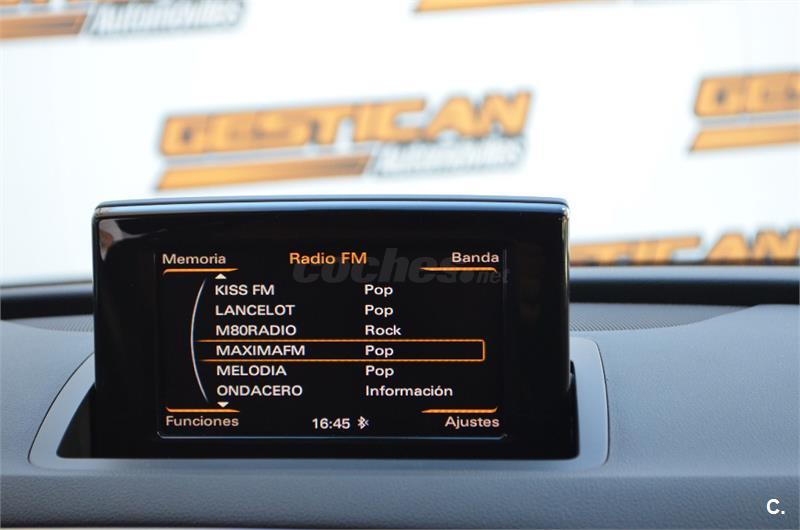 GESTICAN
Automóviles
GESTICAN
Automóviles
GESTICAN
Memoria Radio FM Banda
coches.net
KISS FM Pop
LANCELOT Pop
M80RADIO Rock
MAXIMAFM Pop
MELODIA Pop
ONDACERO Información
Funciones 16:45 Ajustes
C.